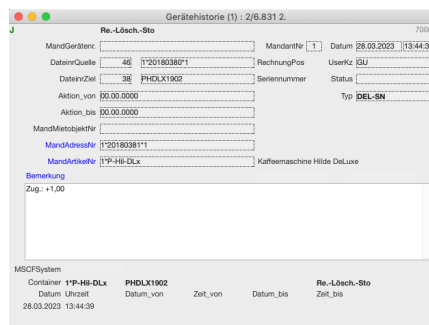 Gerätehistorie (1) : 2/6.831 2.
J Re.-Lösch.-Sto 700
MandGerätenr. MandantNr 1 Datum 28.03.2023 13:44:3
DateinrQuelle 46 1*20180380*1 RechnungPos UserKz GU
DateinrZiel 38 PHDLX1902 Seriennummer Status
Aktion_von 00.00.0000 Typ DEL-SN
Aktion_bis 00.00.0000
MandMietobjektNr
MandAdressNr 1*20180381*1
MandArtikelNr 1*P-Hil-DLx Kaffeemaschine Hilde DeLuxe
Bemerkung
Zug.: +1,00
MSCFSystem
Container 1*P-Hil-DLx PHDLX1902 Re.-Lösch.-Sto
Datum Uhrzeit Datum_von Zeit_von Datum_bis Zeit_bis
28.03.2023 13:44:39